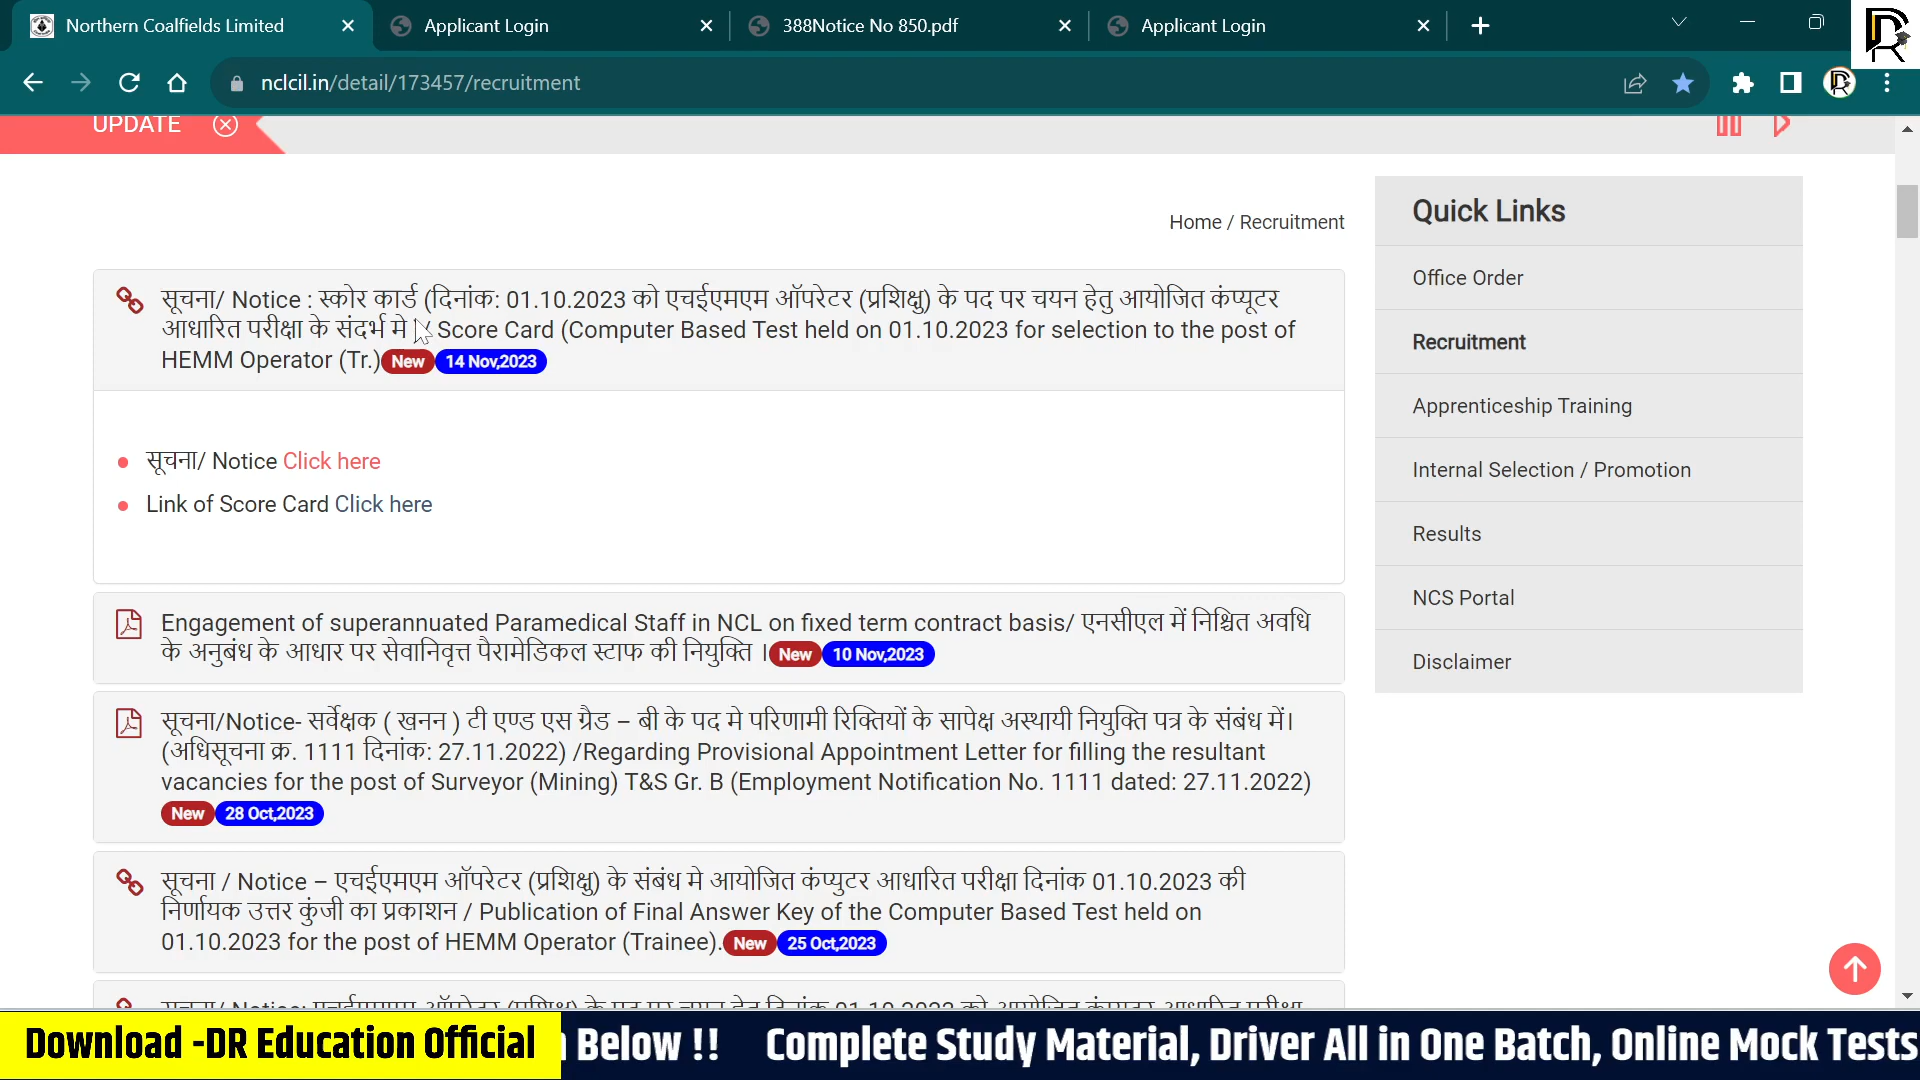 Northern Coalfields Limited
Applicant Login
388Notice No 850.pdf
Applicant Login
nclcil.in/detail/173457/recruitment
UPDATE
Home / Recruitment
सूचना/ Notice : स्कोर कार्ड (दिनांक: 01.10.2023 को एचईएमएम ऑपरेटर (प्रशिक्षु) के पद पर चयन हेतु आयोजित कंप्यूटर
आधारित परीक्षा के संदर्भ मे / Score Card (Computer Based Test held on 01.10.2023 for selection to the post of
HEMM Operator (Tr.) New 14 Nov,2023
सूचना/ Notice Click here
Link of Score Card Click here
Engagement of superannuated Paramedical Staff in NCL on fixed term contract basis/ एनसीएल में निश्चित अवधि
के अनुबंध के आधार पर सेवानिवृत्त पैरामेडिकल स्टाफ की नियुक्ति । New 10 Nov,2023
सूचना/Notice- सर्वेक्षक ( खनन ) टी एण्ड एस ग्रैड – बी के पद मे परिणामी रिक्तियों के सापेक्ष अस्थायी नियुक्ति पत्र के संबंध में।
(अधिसूचना क्र. 1111 दिनांक: 27.11.2022) /Regarding Provisional Appointment Letter for filling the resultant
vacancies for the post of Surveyor (Mining) T&S Gr. B (Employment Notification No. 1111 dated: 27.11.2022)
New 28 Oct,2023
सूचना / Notice – एचईएमएम ऑपरेटर (प्रशिक्षु) के संबंध मे आयोजित कंप्युटर आधारित परीक्षा दिनांक 01.10.2023 की
निर्णायक उत्तर कुंजी का प्रकाशन / Publication of Final Answer Key of the Computer Based Test held on
01.10.2023 for the post of HEMM Operator (Trainee). New 25 Oct,2023
Quick Links
Office Order
Recruitment
Apprenticeship Training
Internal Selection / Promotion
Results
NCS Portal
Disclaimer
Download -DR Education Official
Below !! Complete Study Material, Driver All in One Batch, Online Mock Tests